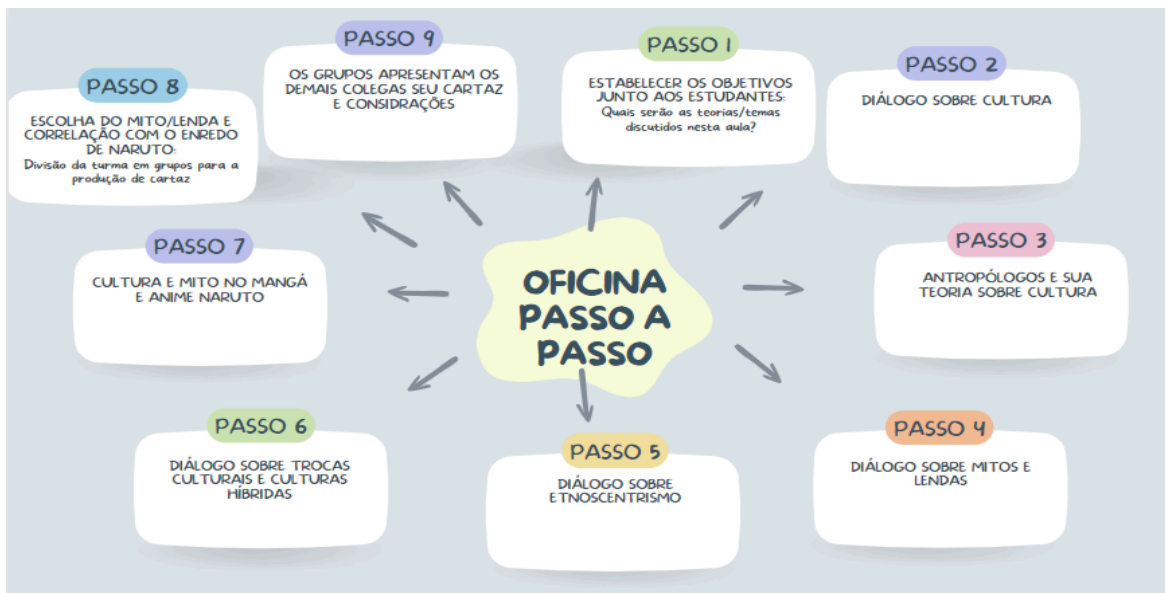 OFICINA
PASSO A
PASSO
PASSO 1
ESTABELECER OS OBJETIVOS
JUNTO AOS ESTUDANTES:
Quais serão as teorias/temas
discutidos nesta aula?
PASSO 2
DIÁLOGO SOBRE CULTURA
PASSO 3
ANTROPÓLOGOS E SUA
TEORIA SOBRE CULTURA
PASSO 4
DIÁLOGO SOBRE MITOS E
LENDAS
PASSO 5
DIÁLOGO SOBRE
ETNOSCENTRISMO
PASSO 6
DIÁLOGO SOBRE TROCAS
CULTURAIS E CULTURAS
HÍBRIDAS
PASSO 7
CULTURA E MITO NO MANGÁ
E ANIME NARUTO
PASSO 8
ESCOLHA DO MITO/LENDA E
CORRELAÇÃO COM O ENREDO
DE NARUTO:
Divisão da turma em grupos para a
produção de cartaz
PASSO 9
OS GRUPOS APRESENTAM OS
DEMAIS COLEGAS SEU CARTAZ
E CONSIDRAÇÕES